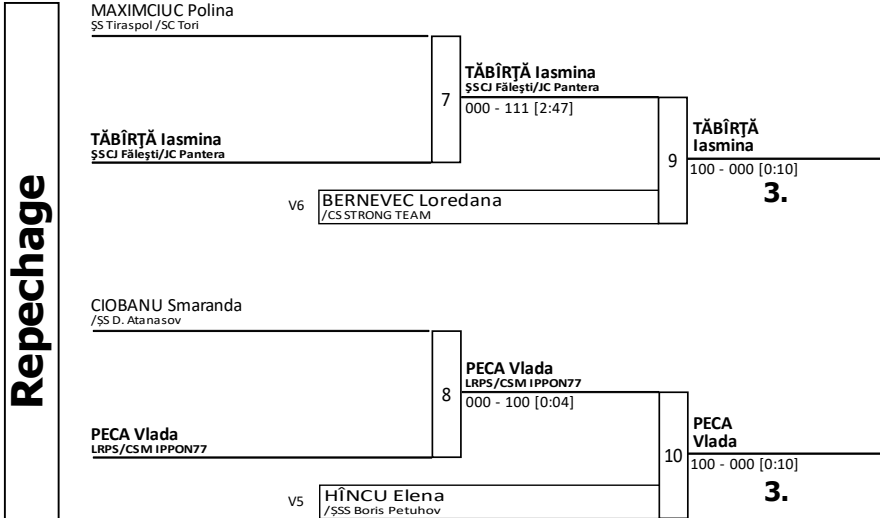 Repechage
MAXIMCIUC Polina
ŞS Tiraspol /SC Tori
TĂBÎRŢĂ Iasmina
ŞSCJ Făleşti/JC Pantera
7
TĂBÎRŢĂ Iasmina
ŞSCJ Făleşti/JC Pantera
000 - 111 [2:47]
V6
BERNEVEC Loredana
/CS STRONG TEAM
9
TĂBÎRŢĂ
Iasmina
100 - 000 [0:10]
3.
CIOBANU Smaranda
/ŞS D. Atanasov
PECA Vlada
LRPS/CSM IPPON77
8
PECA Vlada
LRPS/CSM IPPON77
000 - 100 [0:04]
V5
HÎNCU Elena
/ŞSS Boris Petuhov
10
PECA
Vlada
100 - 000 [0:10]
3.